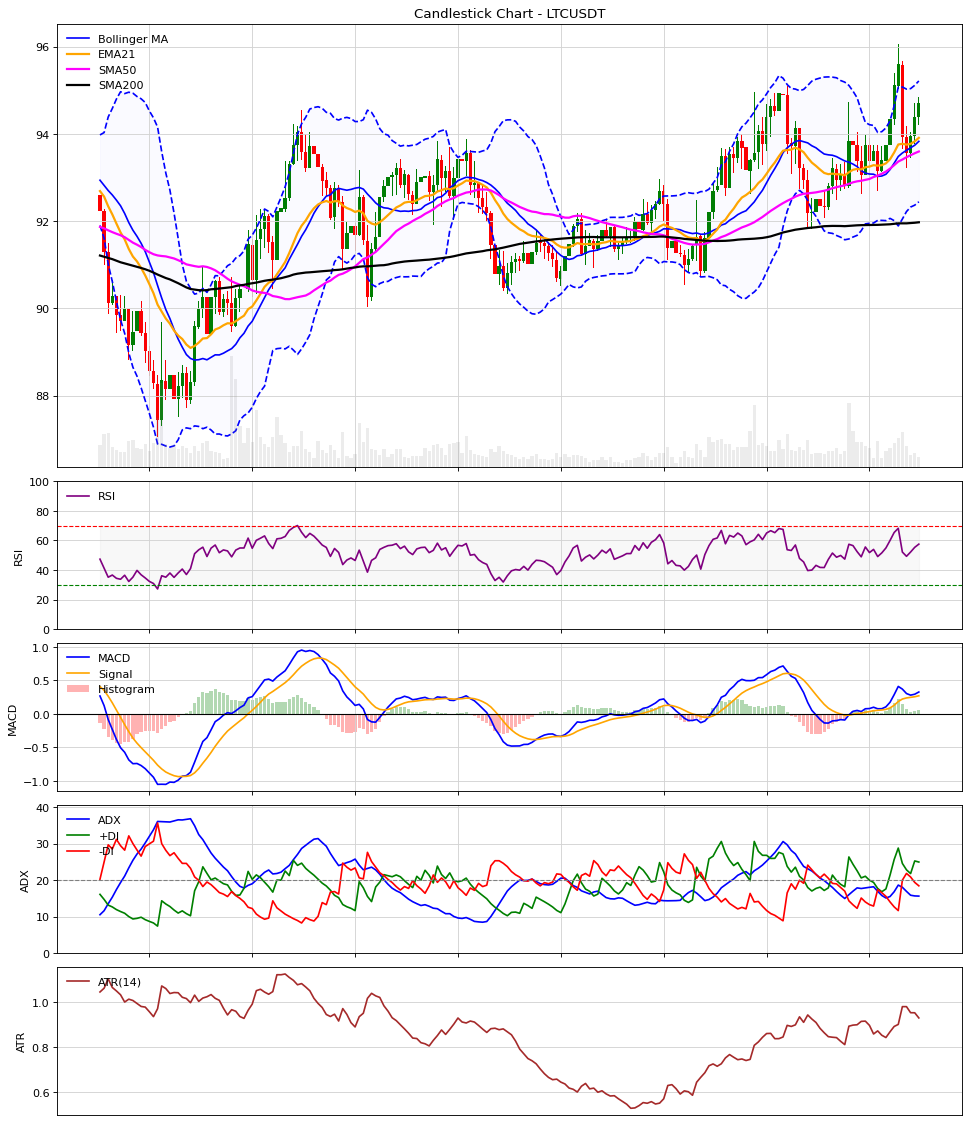 Candlestick Chart - LTCUSDT
Bollinger MA
EMA21
SMA50
SMA200
96
94
92
90
88
RSI
RSI
100
80
60
40
20
0
MACD
Signal
Histogram
MACD
1.0
0.5
0.0
−0.5
−1.0
ADX
+DI
-DI
ADX
40
30
20
10
0
ATR(14)
ATR
1.0
0.8
0.6